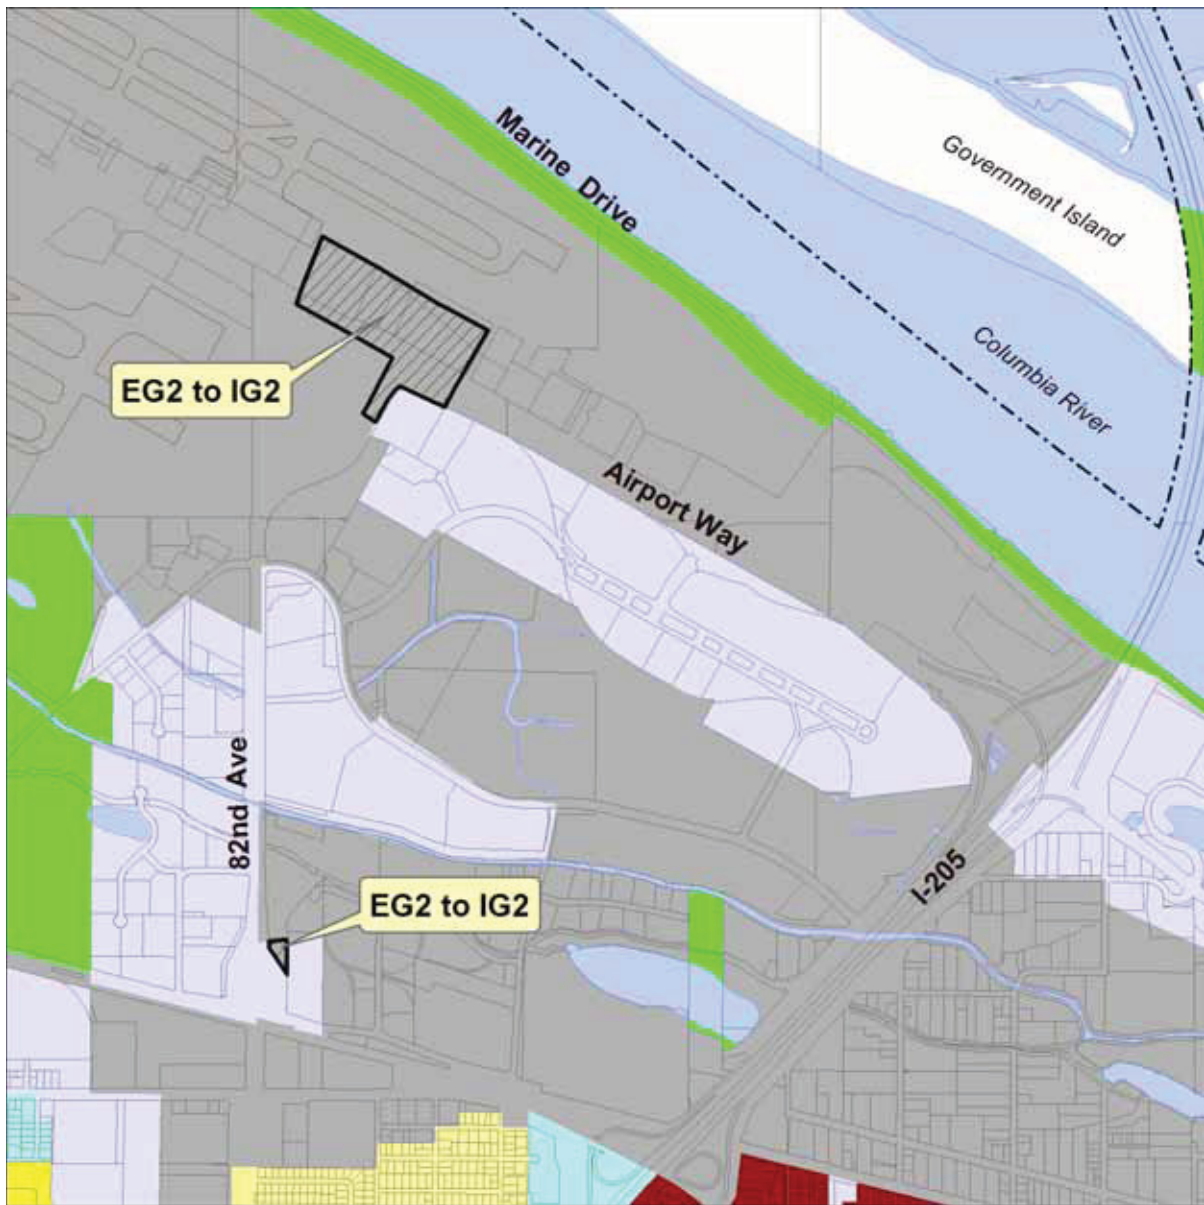 Marine Drive
Government Island
Columbia River
EG2 to IG2
Airport Way
82nd Ave
I-205
EG2 to IG2